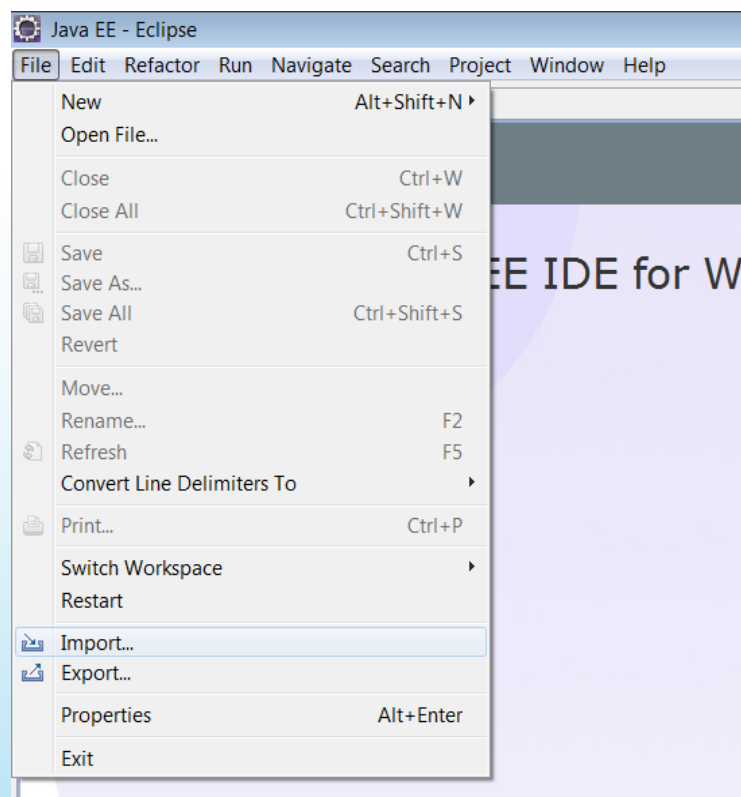 Java EE - Eclipse
File Edit Refactor Run Navigate Search Project Window Help
New Alt+Shift+N
Open File...
Close Ctrl+W
Close All Ctrl+Shift+W
Save Ctrl+S
EE IDE for W
Save As...
Save All Ctrl+Shift+S
Revert
Move...
Rename... F2
Refresh F5
Convert Line Delimiters To
Print... Ctrl+P
Switch Workspace
Restart
Import...
Export...
Properties Alt+Enter
Exit